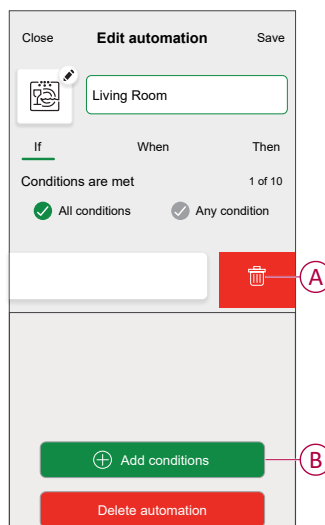 Close Edit automation Save
Living Room
If When Then
Conditions are met 1 of 10
All conditions Any condition
A
Add conditions B
Delete automation